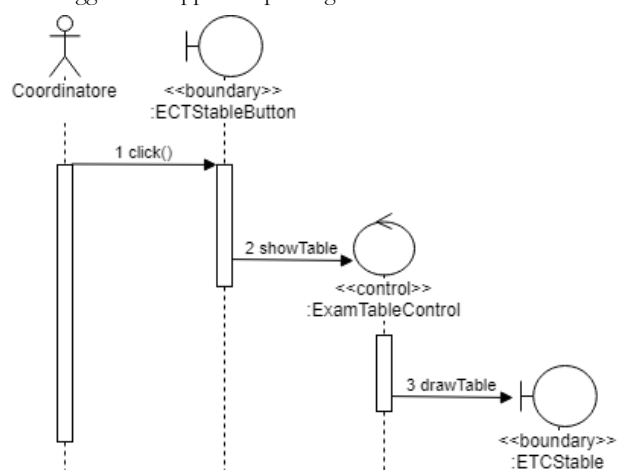 Coordinatore
<<boundary>>
:ECTStableButton
1 click()
2 showTable
<<control>>
:ExamTableControl
3 drawTable
<<boundary>>
:ETCStable